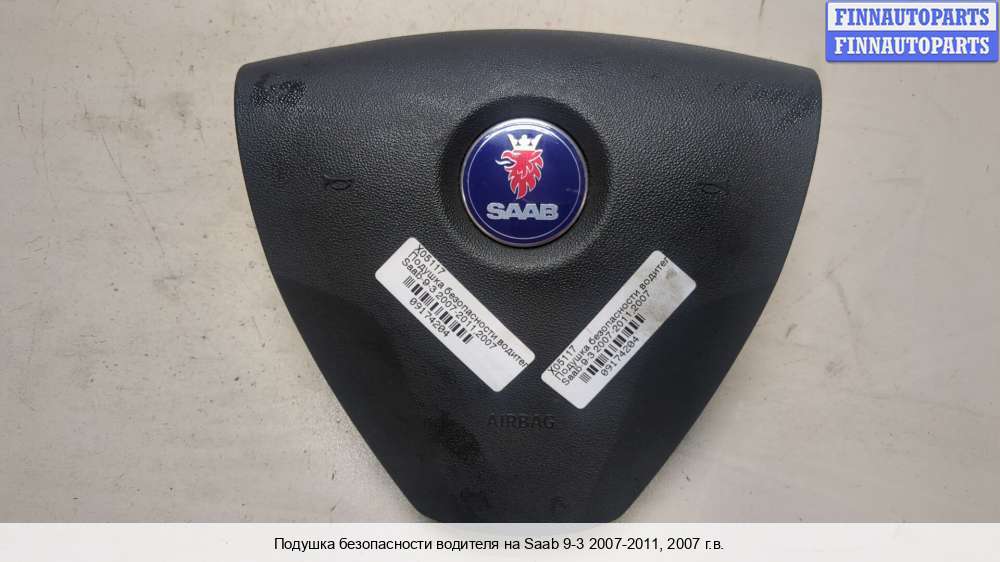 FINNAUTOPARTS
FINNAUTOPARTS
SAAB
X05117
Подушка безопасности водител
Saab 9-3 2007-2011,2007
09174204
X05117
Подушка безопасности водител
Saab 9-3 2007-2011,2007
09174204
AIRBAG
Подушка безопасности водителя на Saab 9-3 2007-2011, 2007 г.в.